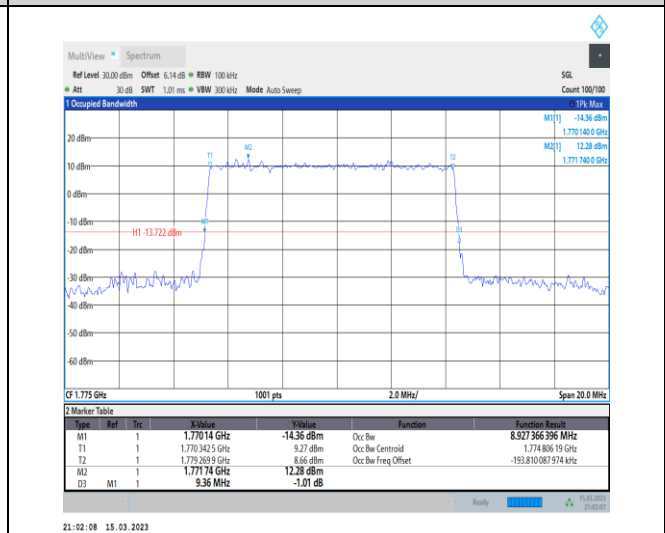 MultiView Spectrum
Ref Level 30.00 dBm Offset 6.14 dB RBW 100 kHz SGL
Att 30 dB SWT 1.01 ms VBW 300 kHz Mode Auto Sweep Count 100/100
1 Occupied Bandwidth 1Pk Max
M1[1] -14.36 dBm
1.770 140 0 GHz
M2[1] 12.28 dBm
1.771 740 0 GHz
20 dBm
M2
T1 T2
10 dBm
0 dBm
-10 dBm
M1
H1 -13.722 dBm
D3
-20 dBm
-30 dBm
-40 dBm
-50 dBm
-60 dBm
CF 1.775 GHz 1001 pts 2.0 MHz/ Span 20.0 MHz
2 Marker Table
Type Ref Trc X-Value Y-Value Function Function Result
M1 1 1.77014 GHz -14.36 dBm Occ Bw 8.927 366 396 MHz
T1 1 1.770 342 5 GHz 9.27 dBm Occ Bw Centroid 1.774 806 19 GHz
T2 1 1.779 269 9 GHz 8.66 dBm Occ Bw Freq Offset -193.810 087 974 kHz
M2 1 1.771 74 GHz 12.28 dBm
D3 M1 1 9.36 MHz -1.01 dB
Ready 15.03.2023
21:02:07
21:02:08 15.03.2023